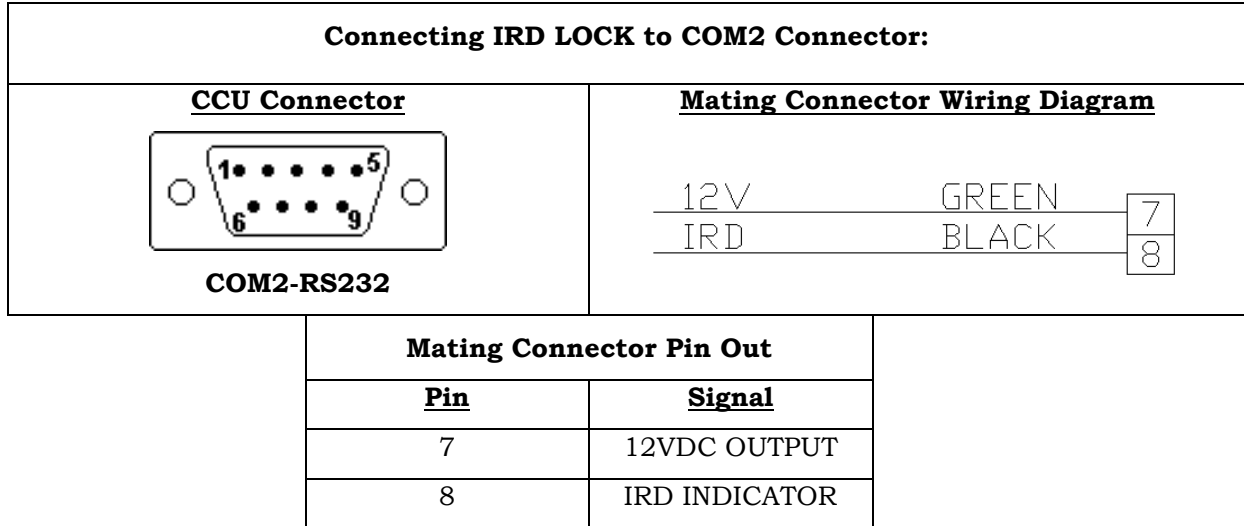 Connecting IRD LOCK to COM2 Connector:
CCU Connector
1 5
6 9
COM2-RS232
Mating Connector Wiring Diagram
12V GREEN 7
IRD BLACK 8
Mating Connector Pin Out
Pin Signal
7 12VDC OUTPUT
8 IRD INDICATOR